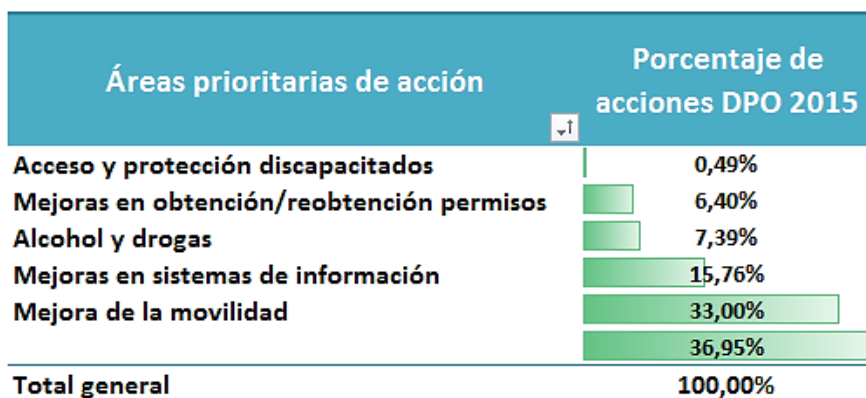 Áreas prioritarias de acción
Porcentaje de
acciones DPO 2015
Acceso y protección discapacitados 0,49%
Mejoras en obtención/reobtención permisos 6,40%
Alcohol y drogas 7,39%
Mejoras en sistemas de información 15,76%
Mejora de la movilidad 33,00%
36,95%
Total general 100,00%